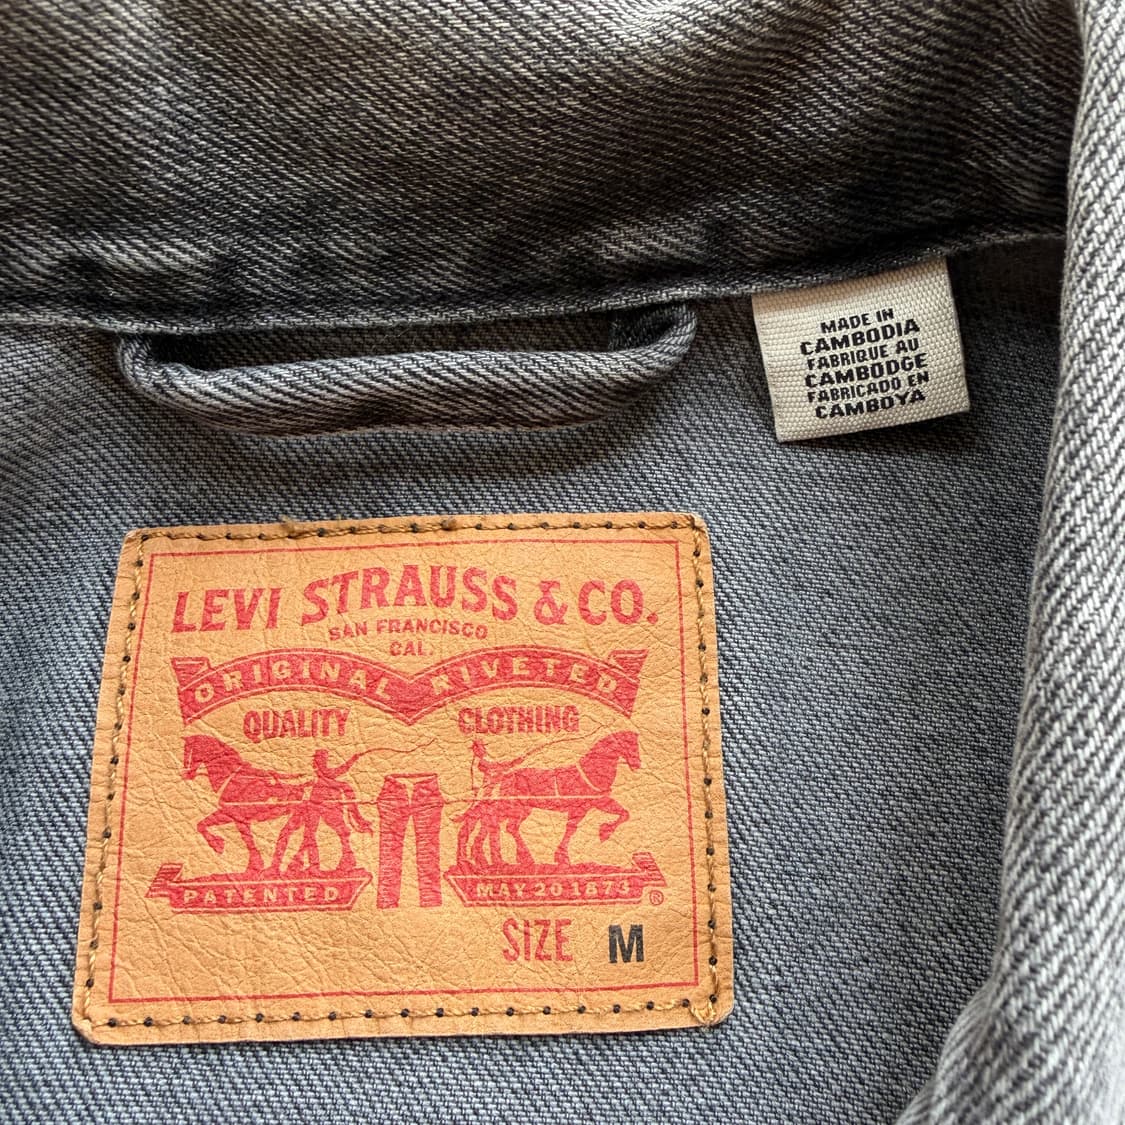 MADE IN
CAMBODIA
FABRIQUE AU
CAMBODGE
FABRICADO EN
CAMBOYA
LEVI STRAUSS & CO.
SAN FRANCISCO
CAL.
ORIGINAL RIVETED
QUALITY CLOTHING
PATENTED MAY 20 1873 ®
SIZE M